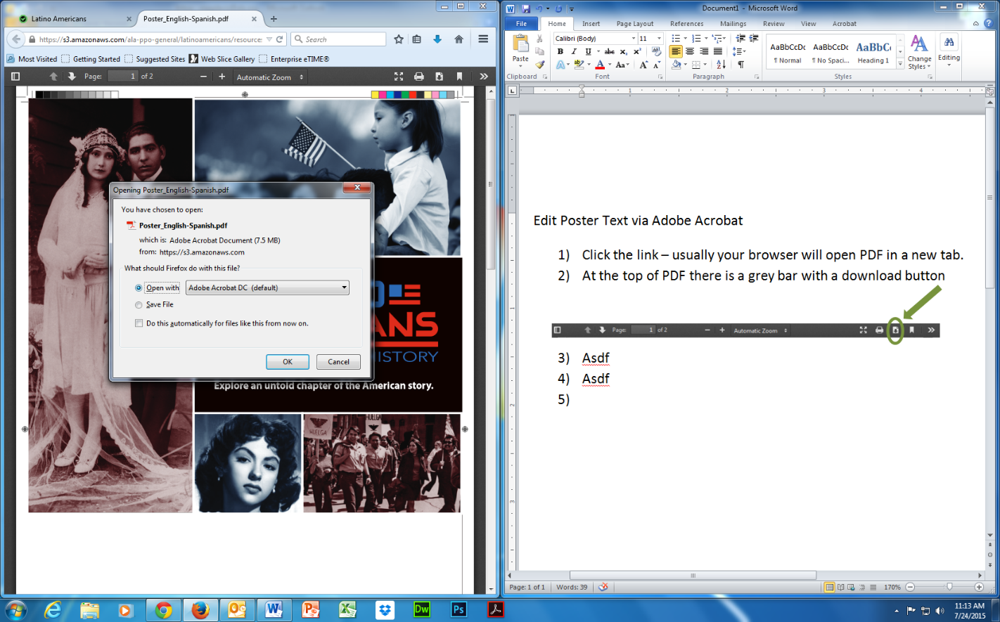 Latino Americans
Poster_English-Spanish.pdf
https://s3.amazonaws.com/ala-ppo-general/latinoamericans/resource:
Search
Most Visited
Getting Started
Suggested Sites
Web Slice Gallery
Enterprise eTIME®
Page: 1 of 2
Automatic Zoom
HUELGA
HUELGA
ANS
HISTORY
Explore an untold chapter of the American story.
Opening Poster_English-Spanish.pdf
You have chosen to open:
Poster_English-Spanish.pdf
which is: Adobe Acrobat Document (7.5 MB)
from: https://s3.amazonaws.com
What should Firefox do with this file?
Open with Adobe Acrobat DC (default)
Save File
Do this automatically for files like this from now on.
OK Cancel
Document1 - Microsoft Word
File Home Insert Page Layout References Mailings Review View Acrobat
Paste
Clipboard
Calibri (Body) 11
Font
Paragraph
AaBbCcDc AaBbCcDc AaBbC
¶ Normal ¶ No Spaci... Heading 1
Change Styles
Styles
Editing
1 2 3 4
Edit Poster Text via Adobe Acrobat
1) Click the link – usually your browser will open PDF in a new tab.
2) At the top of PDF there is a grey bar with a download button
Page: 1 of 2 Automatic Zoom
3) Asdf
4) Asdf
5)
Page: 1 of 1 Words: 39 170%
Dw Ps
11:13 AM
7/24/2015